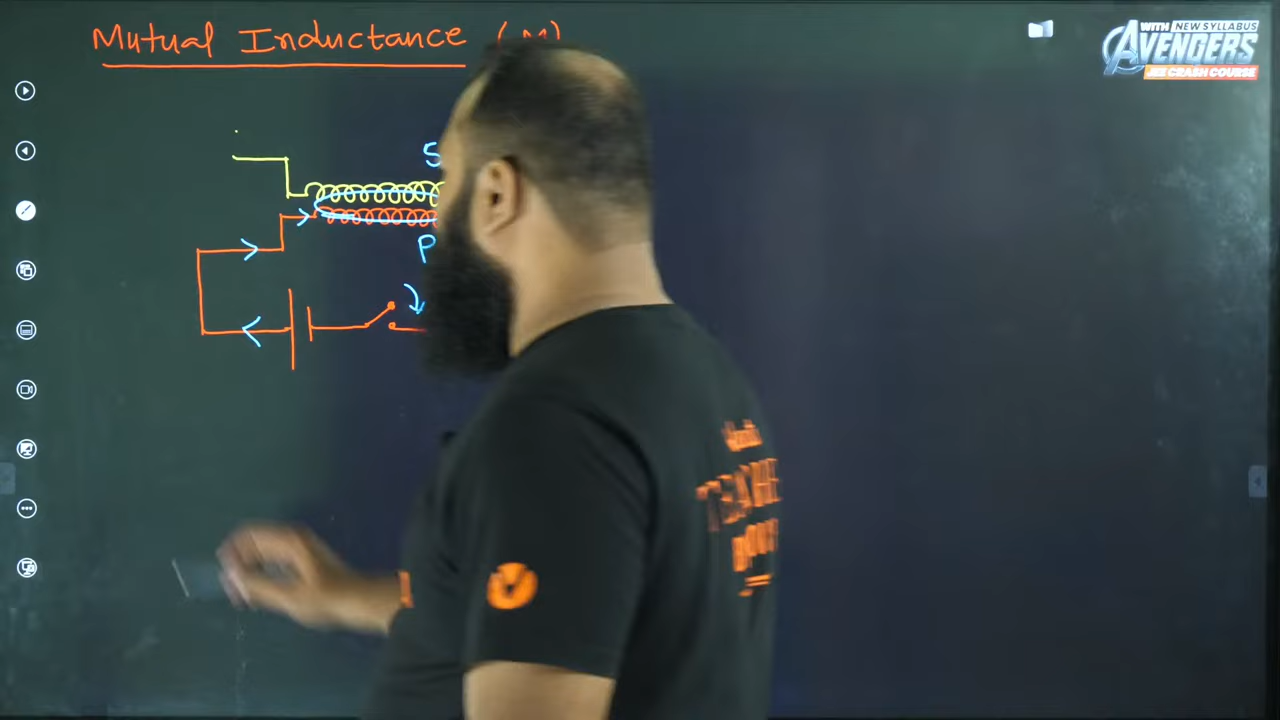 Mutual Inductance (M)
WITH NEW SYLLABUS
AVENGERS
JEE CRASH COURSE
S
P